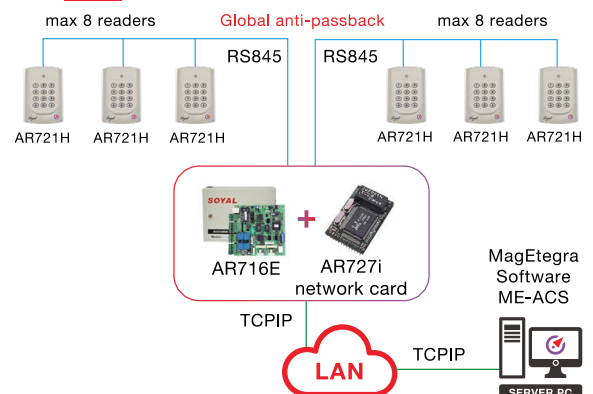 max 8 readers
Global anti-passback
max 8 readers
RS845
RS845
AR721H
AR721H
AR721H
AR721H
AR721H
AR721H
SOYAL
+
AR716E
AR727i
network card
MagEtegra
Software
ME-ACS
TCPIP
LAN
TCPIP
SERVER PC